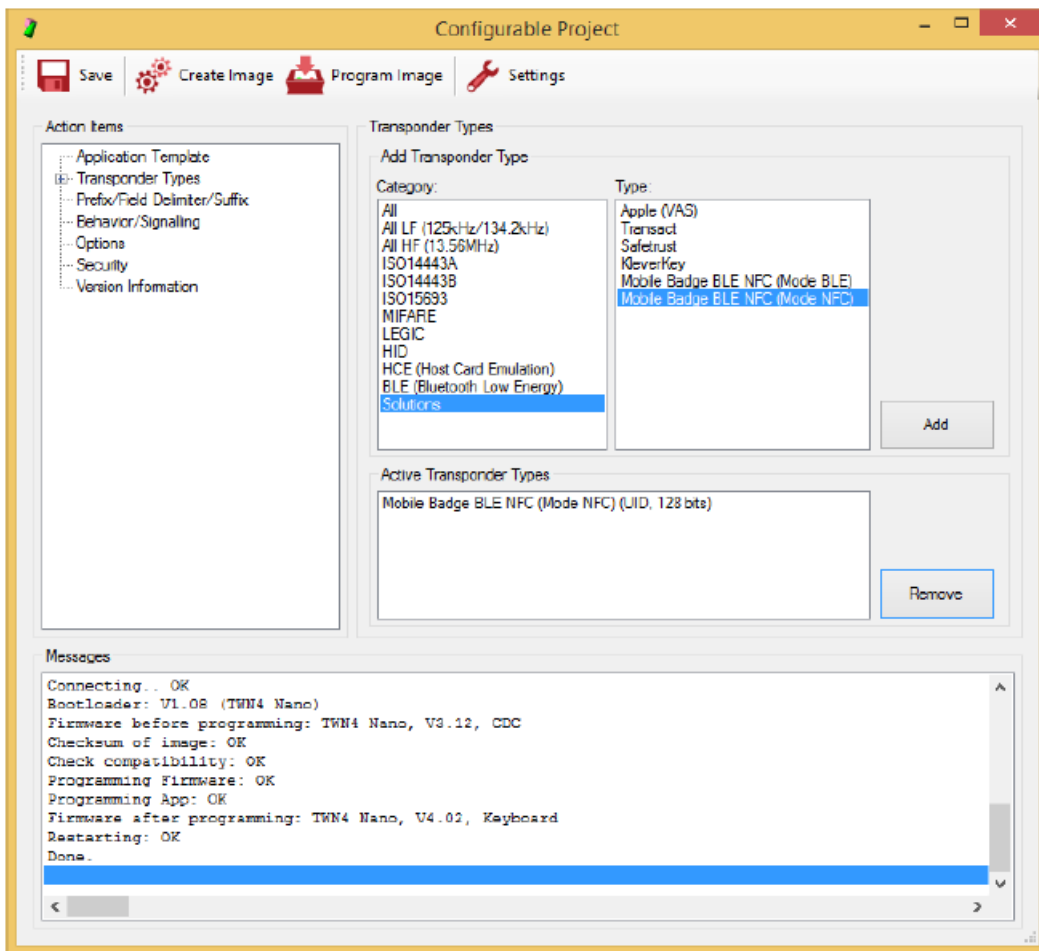 Configurable Project
Save Create Image Program Image Settings
Action Items
Application Template
Transponder Types
Prefix/Field Delimiter/Suffix
Behavior/Signalling
Options
Security
Version Information
Transponder Types
Add Transponder Type
Category:
All
All LF (125kHz/134.2kHz)
All HF (13.56MHz)
ISO14443A
ISO14443B
ISO15693
MIFARE
LEGIC
HID
HCE (Host Card Emulation)
BLE (Bluetooth Low Energy)
Solutions
Type:
Apple (VAS)
Transact
Safetrust
KleverKey
Mobile Badge BLE NFC (Mode BLE)
Mobile Badge BLE NFC (Mode NFC)
Add
Active Transponder Types
Mobile Badge BLE NFC (Mode NFC) (UID, 128 bits)
Remove
Messages
Connecting.. OK
Bootloader: V1.08 (TWN4 Nano)
Firmware before programming: TWN4 Nano, V3.12, CDC
Checksum of image: OK
Check compatibility: OK
Programming Firmware: OK
Programming App: OK
Firmware after programming: TWN4 Nano, V4.02, Keyboard
Restarting: OK
Done.